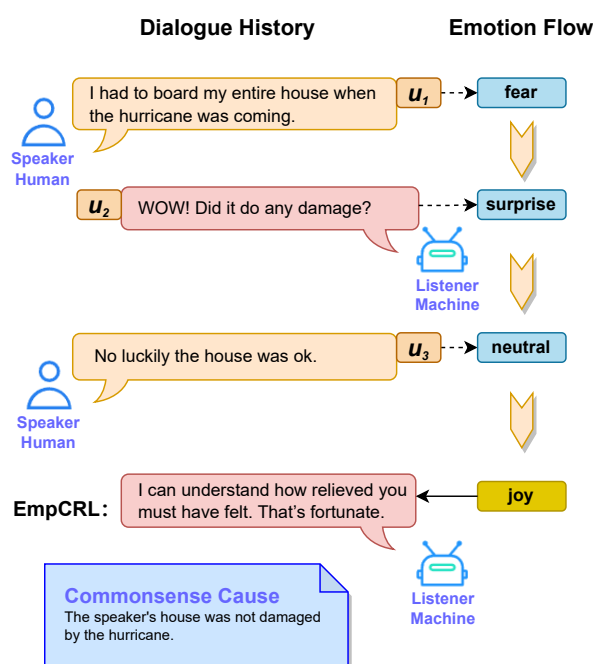 Dialogue History
Emotion Flow
I had to board my entire house when
the hurricane was coming.
u1
fear
Speaker
Human
u2
WOW! Did it do any damage?
surprise
Listener
Machine
No luckily the house was ok.
u3
neutral
Speaker
Human
EmpCRL:
I can understand how relieved you
must have felt. That's fortunate.
joy
Listener
Machine
Commonsense Cause
The speaker's house was not damaged
by the hurricane.